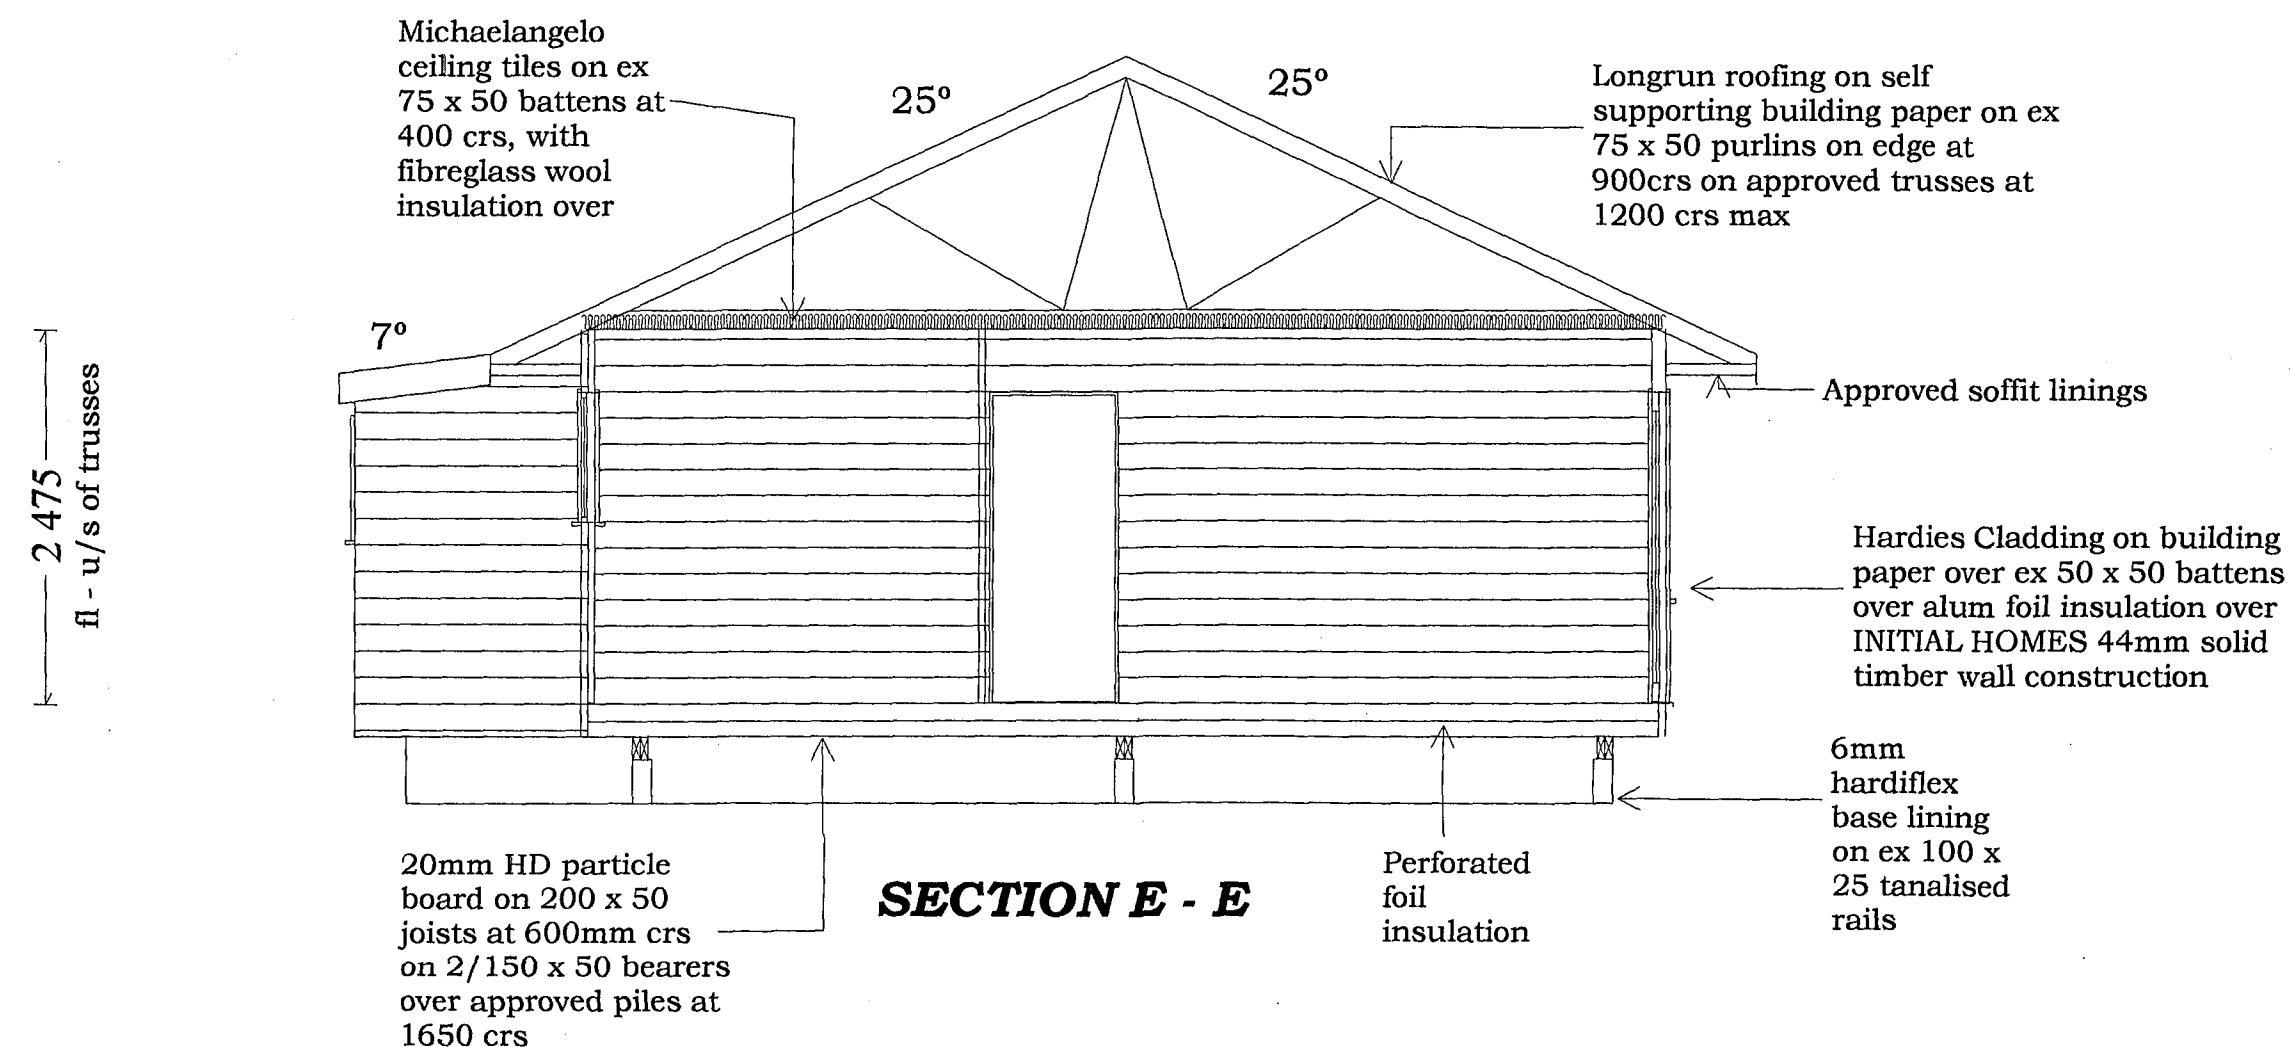 Michaelangelo
ceiling tiles on ex
75 x 50 battens at
400 crs, with
fibreglass wool
insulation over
25°
25°
Longrun roofing on self
supporting building paper on ex
75 x 50 purlins on edge at
900crs on approved trusses at
1200 crs max
7°
2 475
fl - u/s of trusses
Approved soffit linings
Hardies Cladding on building
paper over ex 50 x 50 battens
over alum foil insulation over
INITIAL HOMES 44mm solid
timber wall construction
6mm
hardiflex
base lining
on ex 100 x
25 tanalised
rails
20mm HD particle
board on 200 x 50
joists at 600mm crs
on 2/150 x 50 bearers
over approved piles at
1650 crs
SECTION E - E
Perforated
foil
insulation